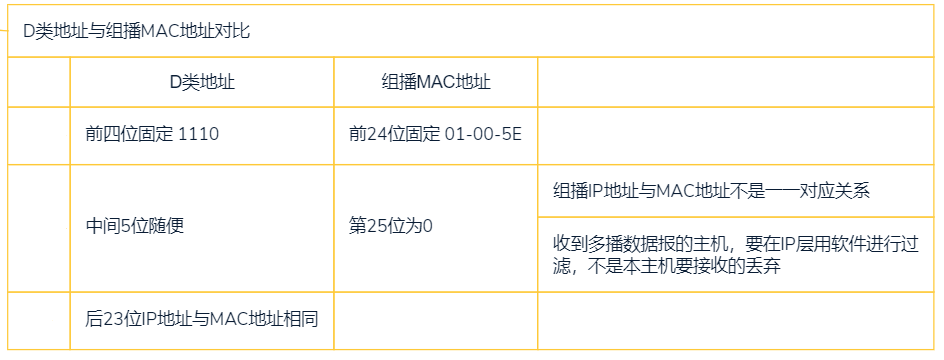 D类地址与组播MAC地址对比
D类地址
组播MAC地址
前四位固定 1110
前24位固定 01-00-5E
中间5位随便
第25位为0
组播IP地址与MAC地址不是一一对应关系
收到多播数据报的主机，要在IP层用软件进行过
滤，不是本主机要接收的丢弃
后23位IP地址与MAC地址相同